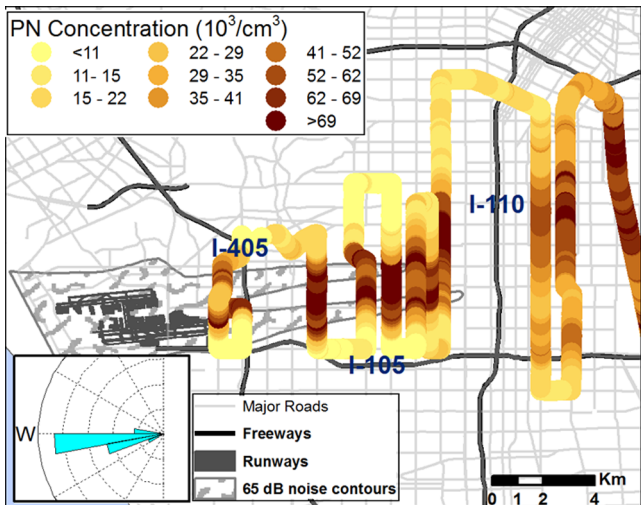 PN Concentration (10³/cm³)
<11
22 - 29
41 - 52
11- 15
29 - 35
52 - 62
15 - 22
35 - 41
62 - 69
>69
I-110
I-405
I-105
W
Major Roads
Freeways
Runways
65 dB noise contours
Km
0 1 2 4